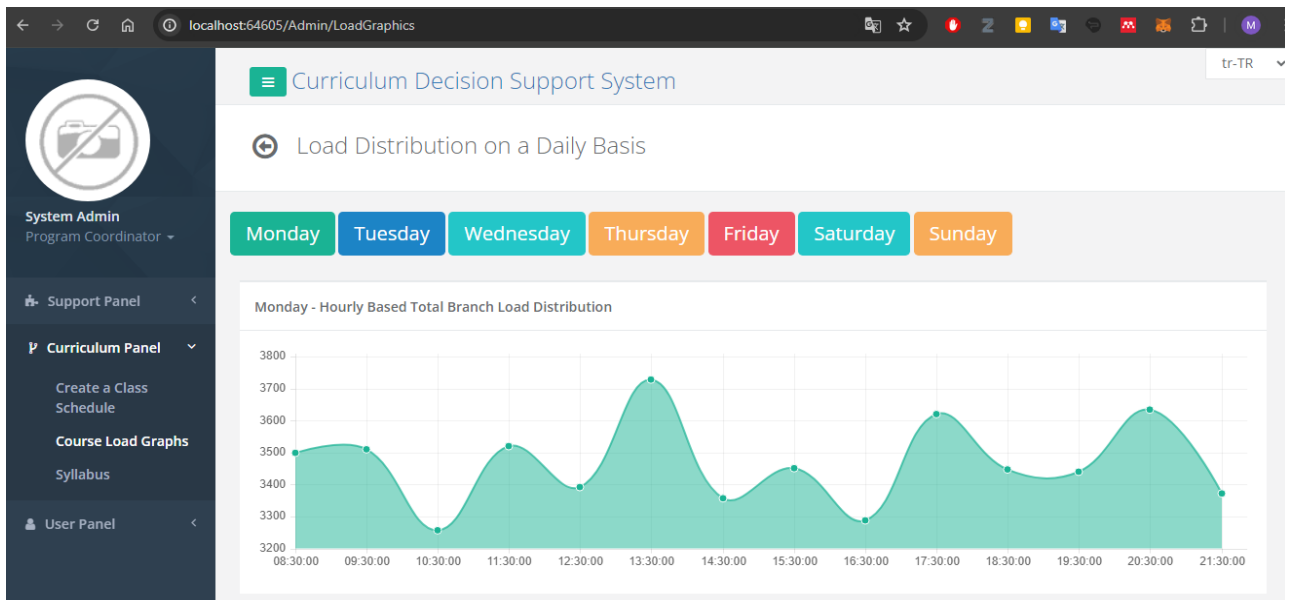 localhost:64605/Admin/LoadGraphics
M
Curriculum Decision Support System
tr-TR
Load Distribution on a Daily Basis
System Admin
Program Coordinator
Monday Tuesday Wednesday Thursday Friday Saturday Sunday
Support Panel
Curriculum Panel
Create a Class
Schedule
Course Load Graphs
Syllabus
User Panel
Monday - Hourly Based Total Branch Load Distribution
3800
3700
3600
3500
3400
3300
3200
08:30:00 09:30:00 10:30:00 11:30:00 12:30:00 13:30:00 14:30:00 15:30:00 16:30:00 17:30:00 18:30:00 19:30:00 20:30:00 21:30:00